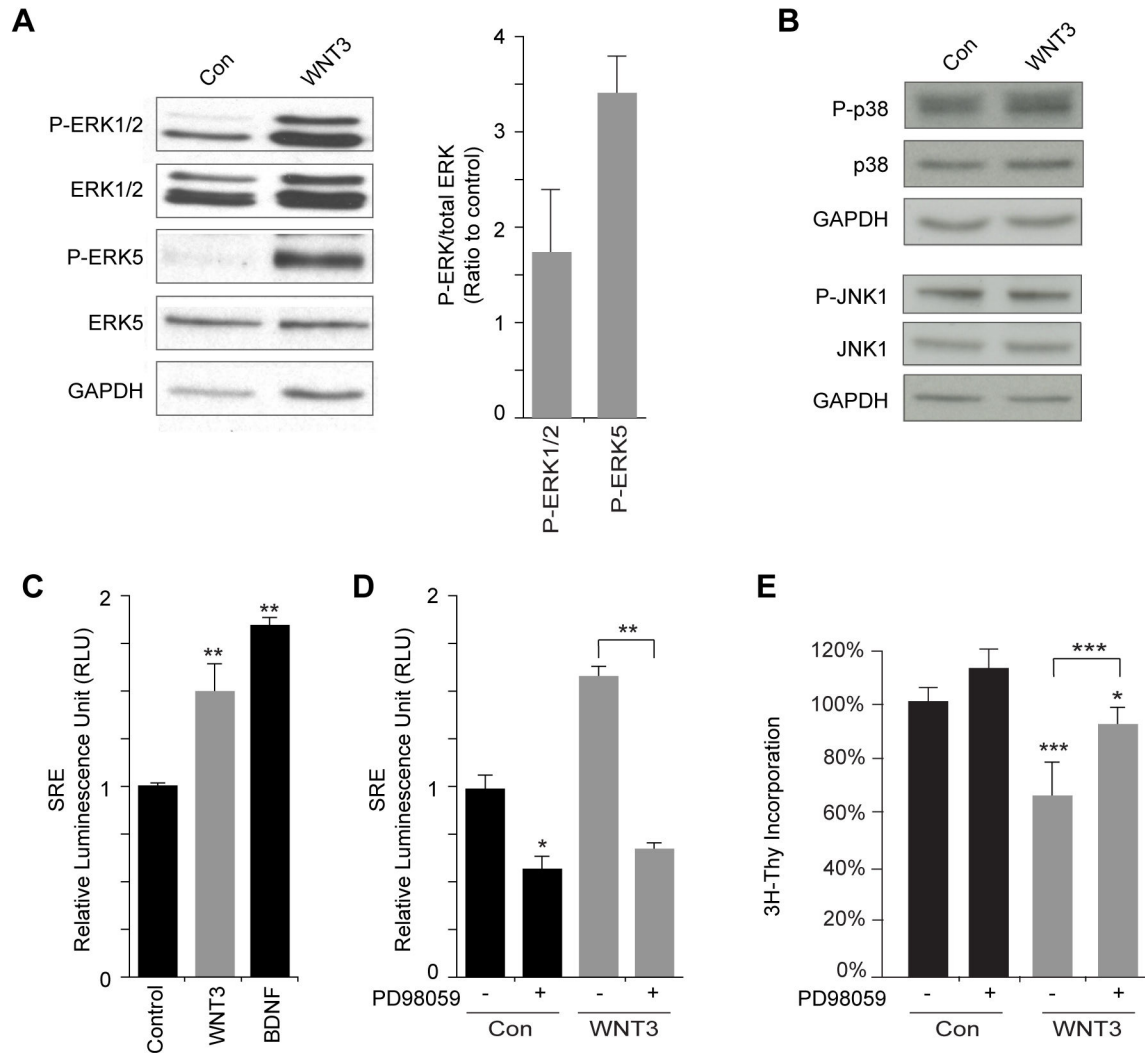 A
Con WNT3
P-ERK1/2
ERK1/2
P-ERK5
ERK5
GAPDH
P-ERK/total ERK
(Ratio to control)
4
3
2
1
0
P-ERK1/2
P-ERK5
B
Con WNT3
P-p38
p38
GAPDH
P-JNK1
JNK1
GAPDH
C
SRE
Relative Luminescence Unit (RLU)
2
1
0
**
**
Control
WNT3
BDNF
D
SRE
Relative Luminescence Unit (RLU)
2
1
0
*
**
PD98059 - + - +
Con WNT3
E
3H-Thy Incorporation
120%
100%
80%
60%
40%
20%
0%
***
***
*
PD98059 - + - +
Con WNT3